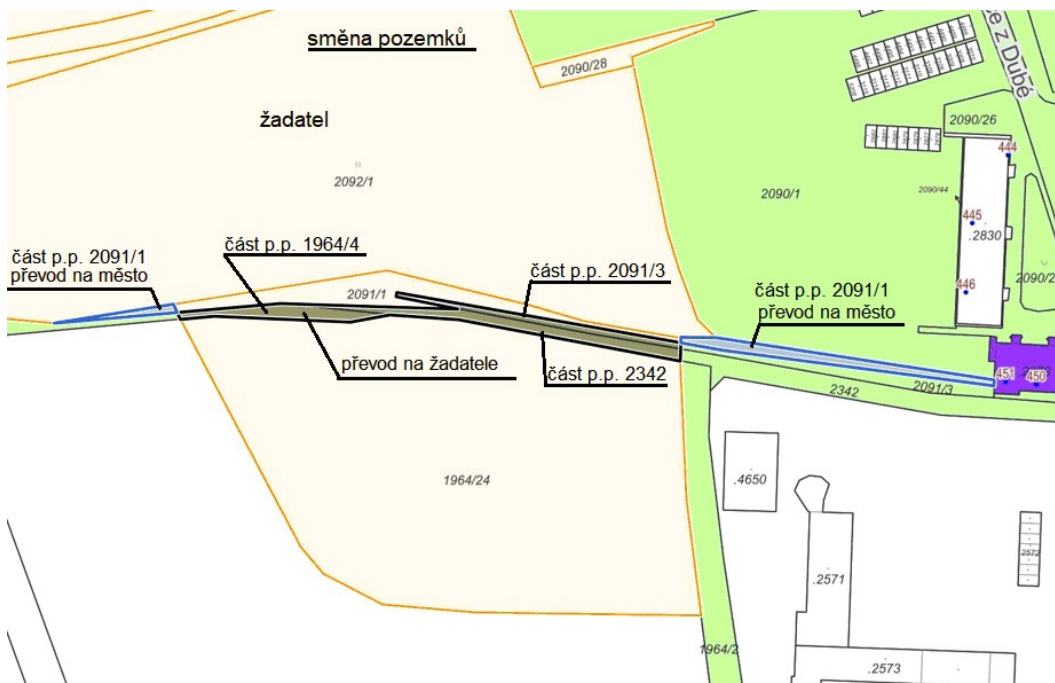 směna pozemků
2090/28
e z Dubé
2090/26
žadatel
444
2092/1
2090/1
2090/44
445
.2830
část p.p. 1964/4
část p.p. 2091/1
převod na město
část p.p. 2091/3
446
2090/2
2091/1
část p.p. 2091/1
převod na město
převod na žadatele
část p.p. 2342
451
450
2342
2091/3
1964/24
.4650
.2571
2572
1964/2
.2573